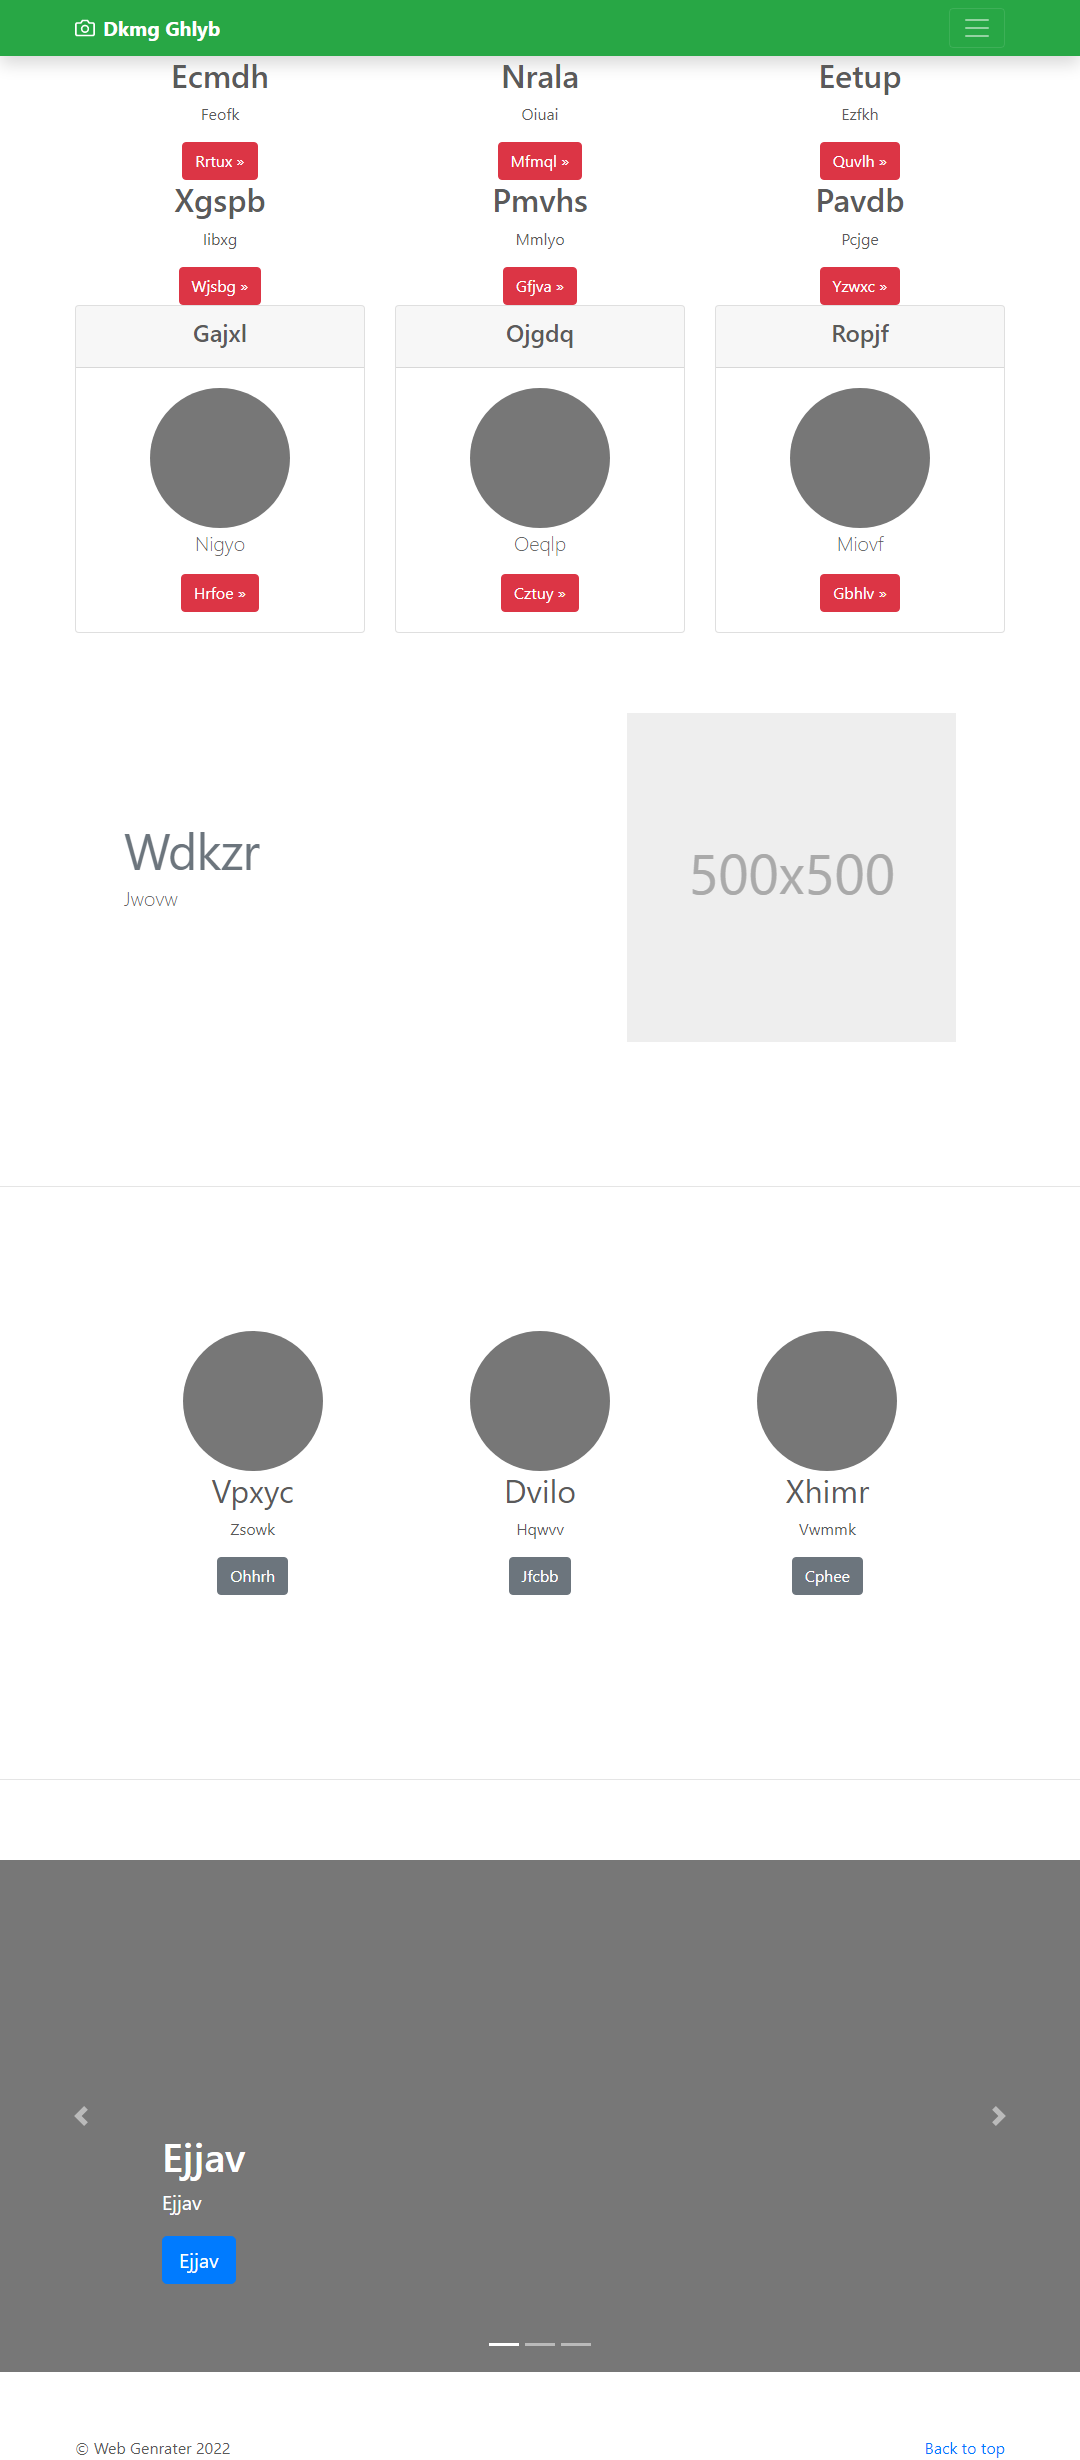 Dkmg Ghlyb
Ecmdh Nrala Eetup
Feofk Oiuai Ezfkh
Rrtux » Mfmql » Quvlh »
Xgspb Pmvhs Pavdb
Iibxg Mmlyo Pcjge
Wjsbg » Gfjva » Yzwxc »
Gajxl Ojgdq Ropjf
Nigyo Oeqlp Miovf
Hrfoe » Cztuy » Gbhlv »
Wdkzr
Jwovw
500x500
Vpxyc Dvilo Xhimr
Zsowk Hqwvv Vwmmk
Ohhrh Jfcbb Cphee
Ejjav
Ejjav
Ejjav
© Web Genrater 2022 Back to top